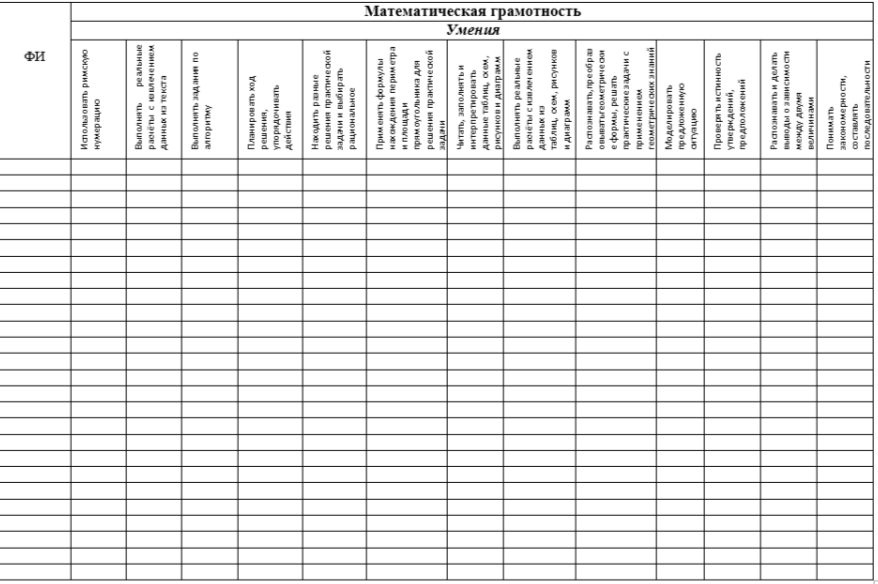 Математическая грамотность
Умения
ФИ
Использовать римскую
нумерацию
Выполнять реальные
расчёты с извлечением
данных из текста
Выполнять задания по
алгоритму
Планировать ход
решения,
упорядочивать
действия
Находить разные
решения практической
задачи и выбирать
рациональное
Применять формулы
нахождения периметра
и площади
прямоугольника для
решения практической
задачи
Читать, заполнять и
интерпретировать
данные таблиц, схем,
рисунков и диаграмм
Выполнять реальные
расчёты с извлечением
данных из
таблиц, схем, рисунков
и диаграмм
Распознавать,преобраз
овыватьгеометрически
е формы, решать
практическиезадачи с
применением
геометрических знаний
Моделировать
предложенную
ситуацию
Проверять истинность
утверждений,
предположений
Распознавать и делать
выводы о зависимости
между двумя
величинами
Понимать
закономерности,
составлять
последовательности